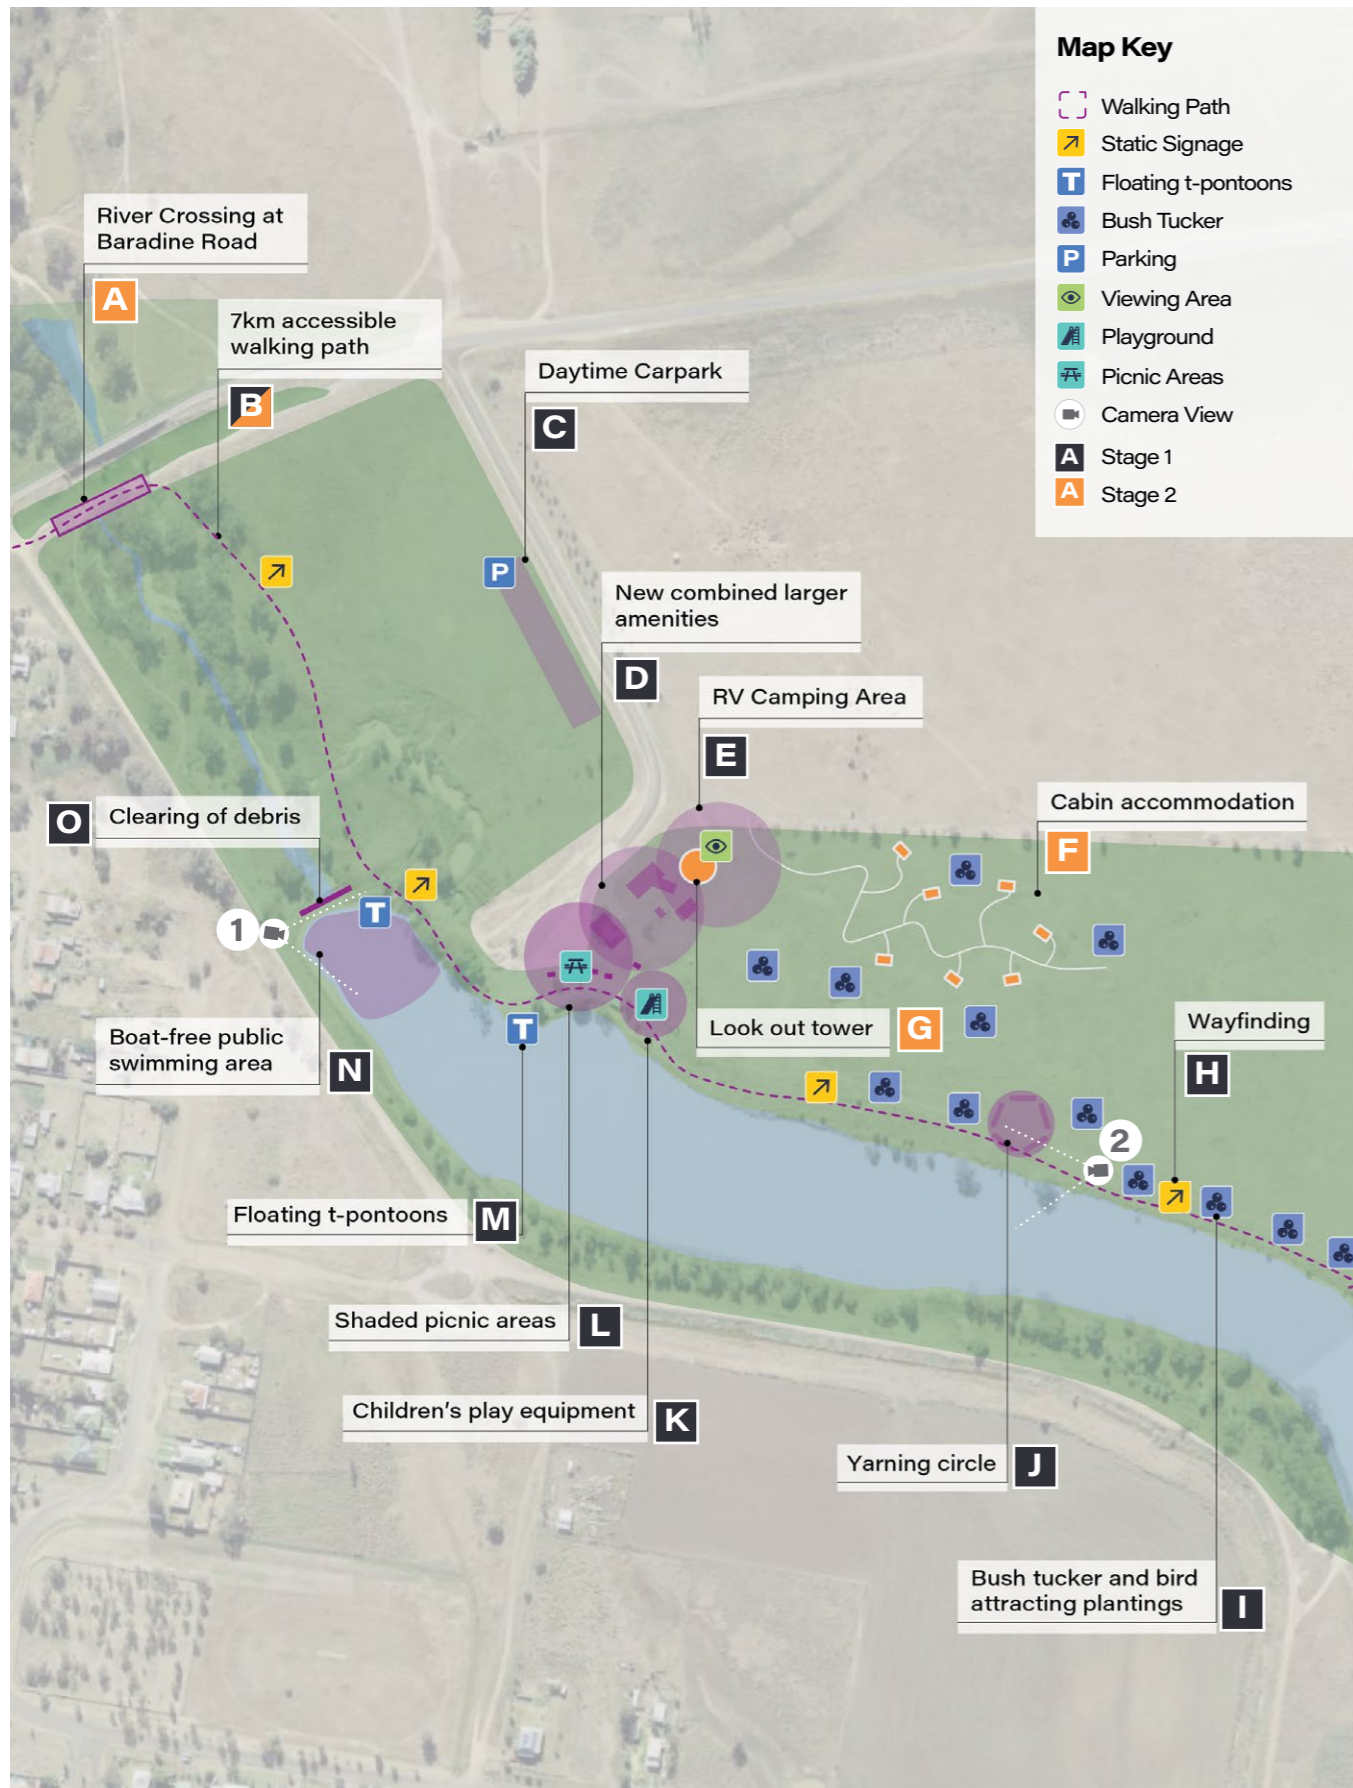 Map Key
Walking Path
Static Signage
T Floating t-pontoons
Bush Tucker
P Parking
Viewing Area
Playground
Picnic Areas
Camera View
A Stage 1
A Stage 2
River Crossing at
Baradine Road
A
7km accessible
walking path
B
Daytime Carpark
C
P
New combined larger
amenities
D
RV Camping Area
E
Cabin accommodation
F
O Clearing of debris
1
T
Boat-free public
swimming area
N
T
Look out tower
G
Wayfinding
H
2
Floating t-pontoons
M
Shaded picnic areas
L
Children's play equipment
K
Yarning circle
J
Bush tucker and bird
attracting plantings
I